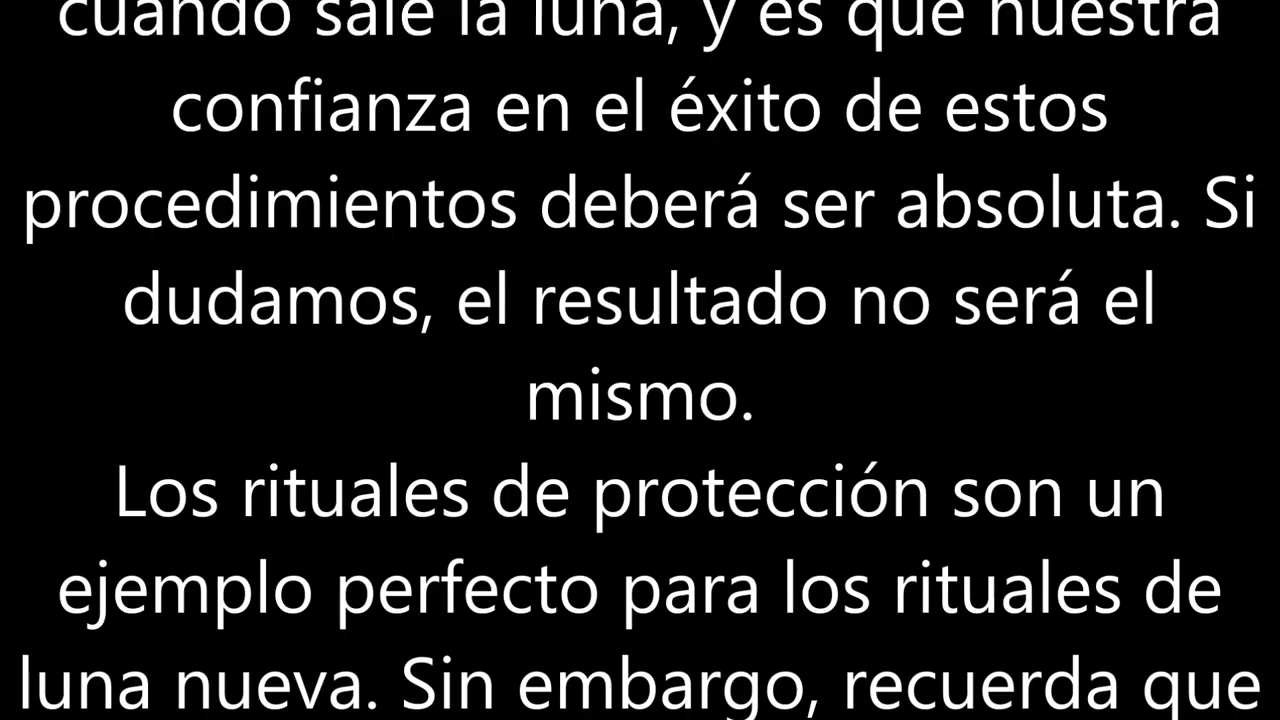 cuando sale la luna, y es que nuestra
confianza en el éxito de estos
procedimientos deberá ser absoluta. Si
dudamos, el resultado no será el
mismo.
Los rituales de protección son un
ejemplo perfecto para los rituales de
luna nueva. Sin embargo, recuerda que